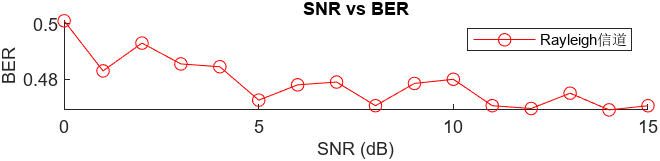 SNR vs BER
0.5
0.48
BER
Rayleigh信道
0 5 10 15
SNR (dB)